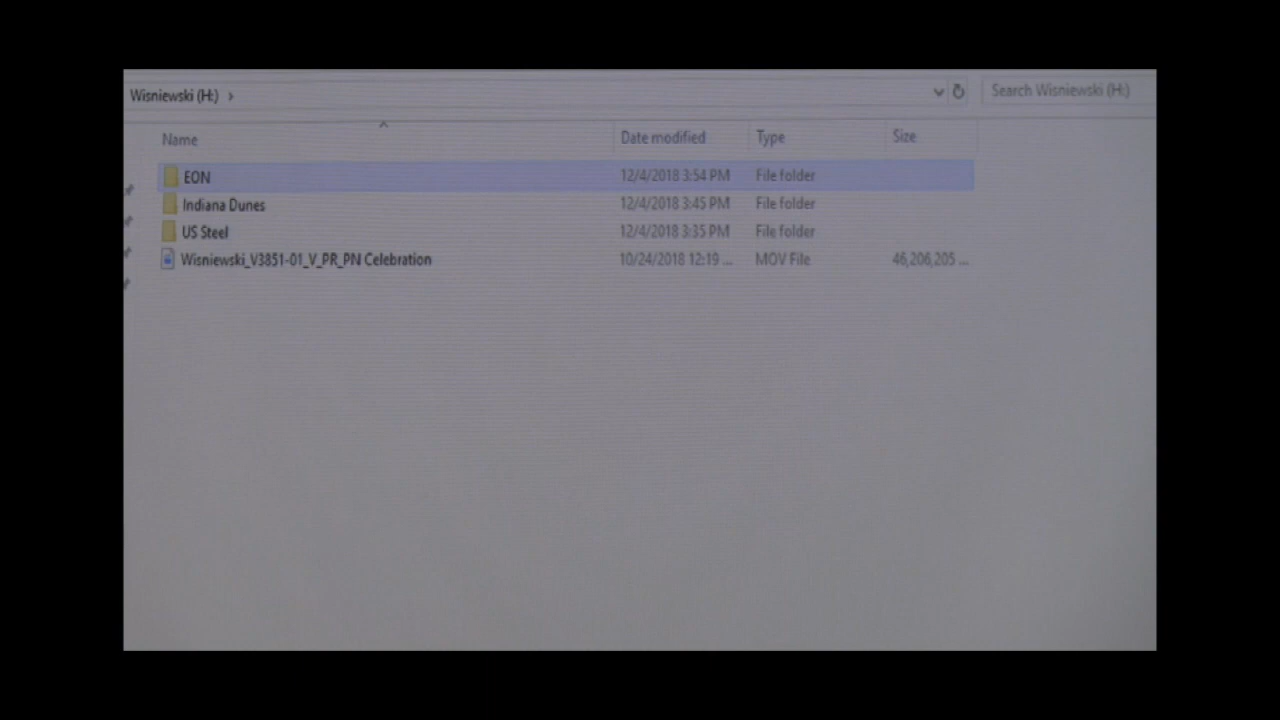 Wisniewski (H:) > Search Wisniewski (H:)
Name Date modified Type Size
EON 12/4/2018 3:54 PM File folder
Indiana Dunes 12/4/2018 3:45 PM File folder
US Steel 12/4/2018 3:35 PM File folder
Wisniewski_V3851-01_V_PR_PN Celebration 10/24/2018 12:19 ... MOV File 46,206,205 ...